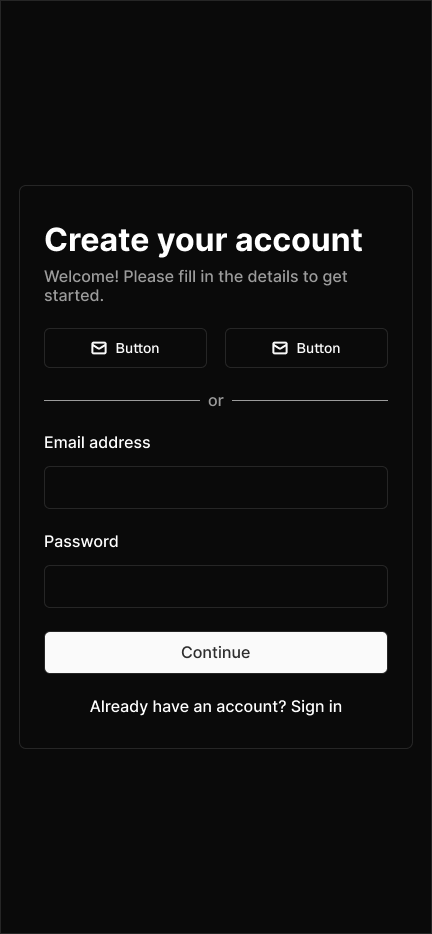 Create your account
Welcome! Please fill in the details to get
started.
Button
Button
or
Email address
Password
Continue
Already have an account? Sign in